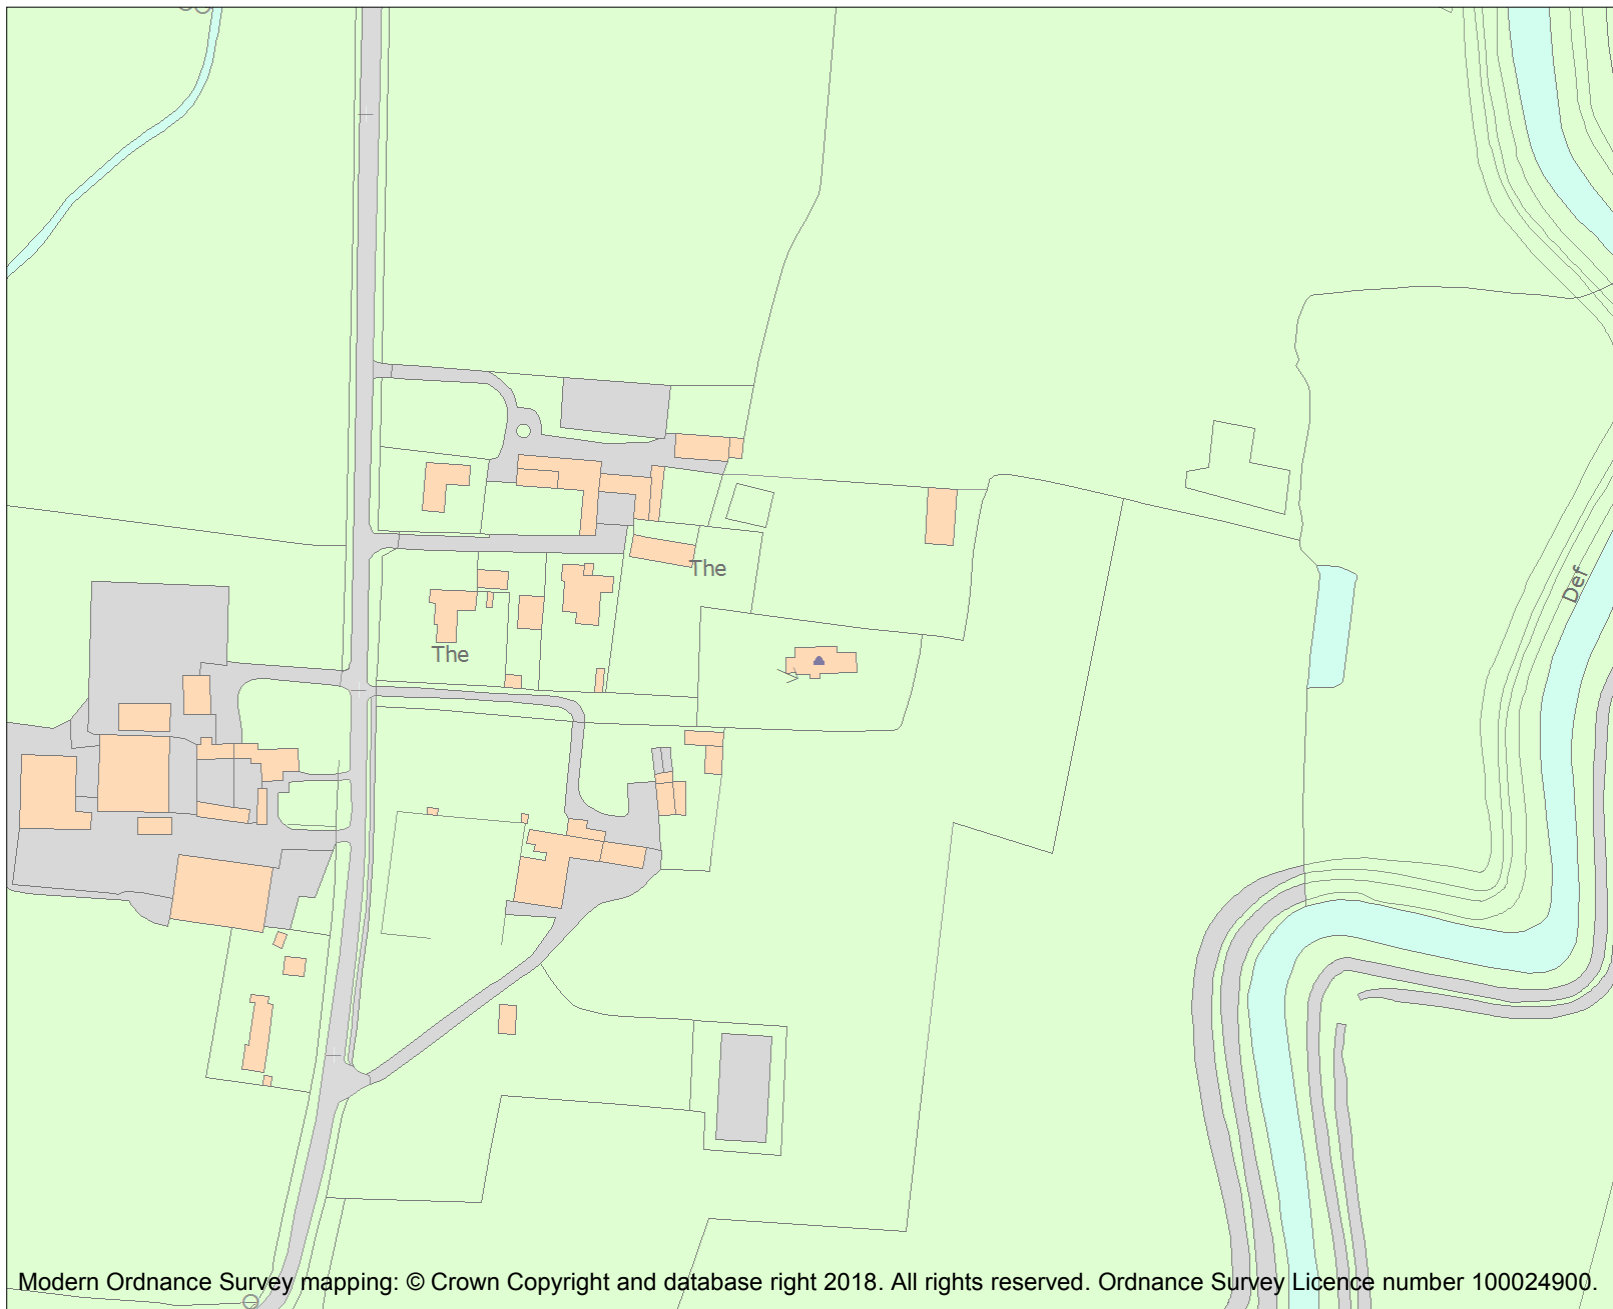 The
The
Def
Modern Ordnance Survey mapping: © Crown Copyright and database right 2018. All rights reserved. Ordnance Survey Licence number 100024900.